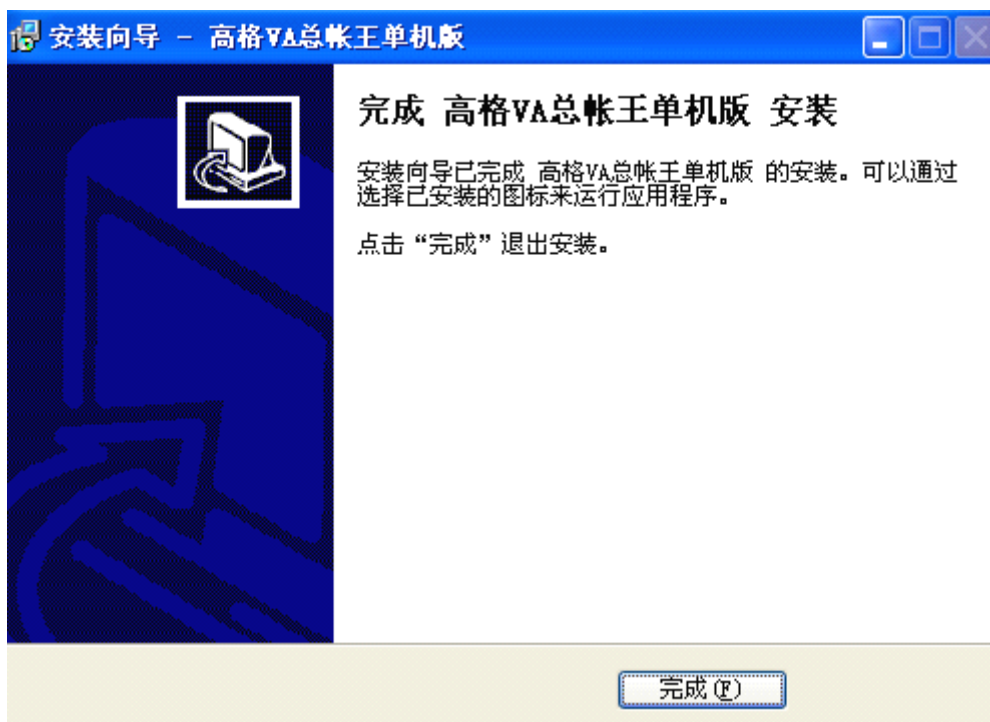 安装向导 - 高格VA总帐王单机版
完成 高格VA总帐王单机版 安装
安装向导已完成 高格VA总帐王单机版 的安装。可以通过
选择已安装的图标来运行应用程序。
点击“完成”退出安装。
完成(F)